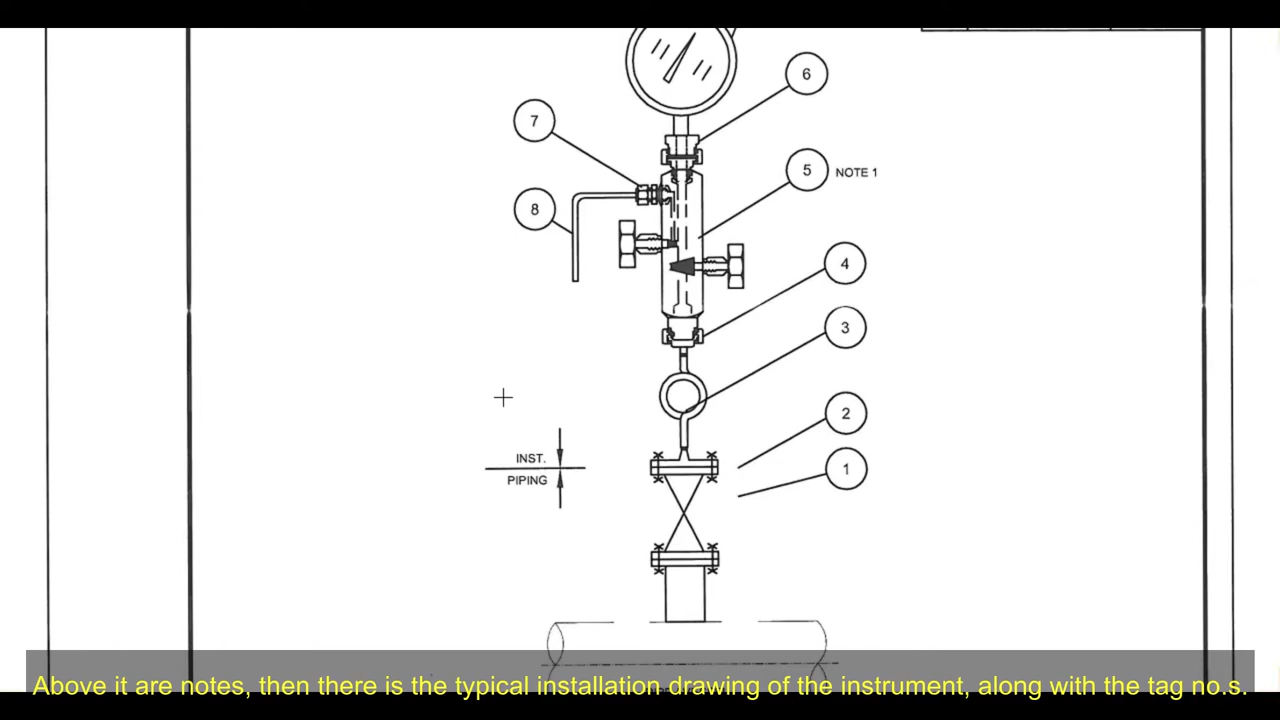 6
7
5 NOTE 1
8
4
3
2
INST.
1
PIPING
Above it are notes, then there is the typical installation drawing of the instrument, along with the tag no.s.